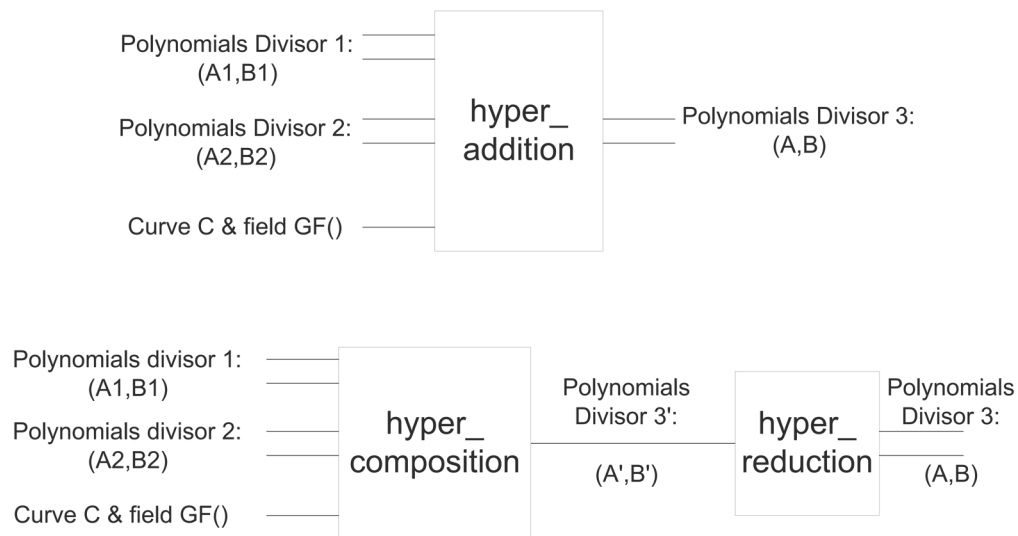 Polynomials Divisor 1:
(A1,B1)
Polynomials Divisor 2:
(A2,B2)
Curve C & field GF()
hyper_
addition
Polynomials Divisor 3:
(A,B)
Polynomials divisor 1:
(A1,B1)
Polynomials divisor 2:
(A2,B2)
Curve C & field GF()
hyper_
composition
Polynomials
Divisor 3':
(A',B')
hyper_
reduction
Polynomials
Divisor 3:
(A,B)